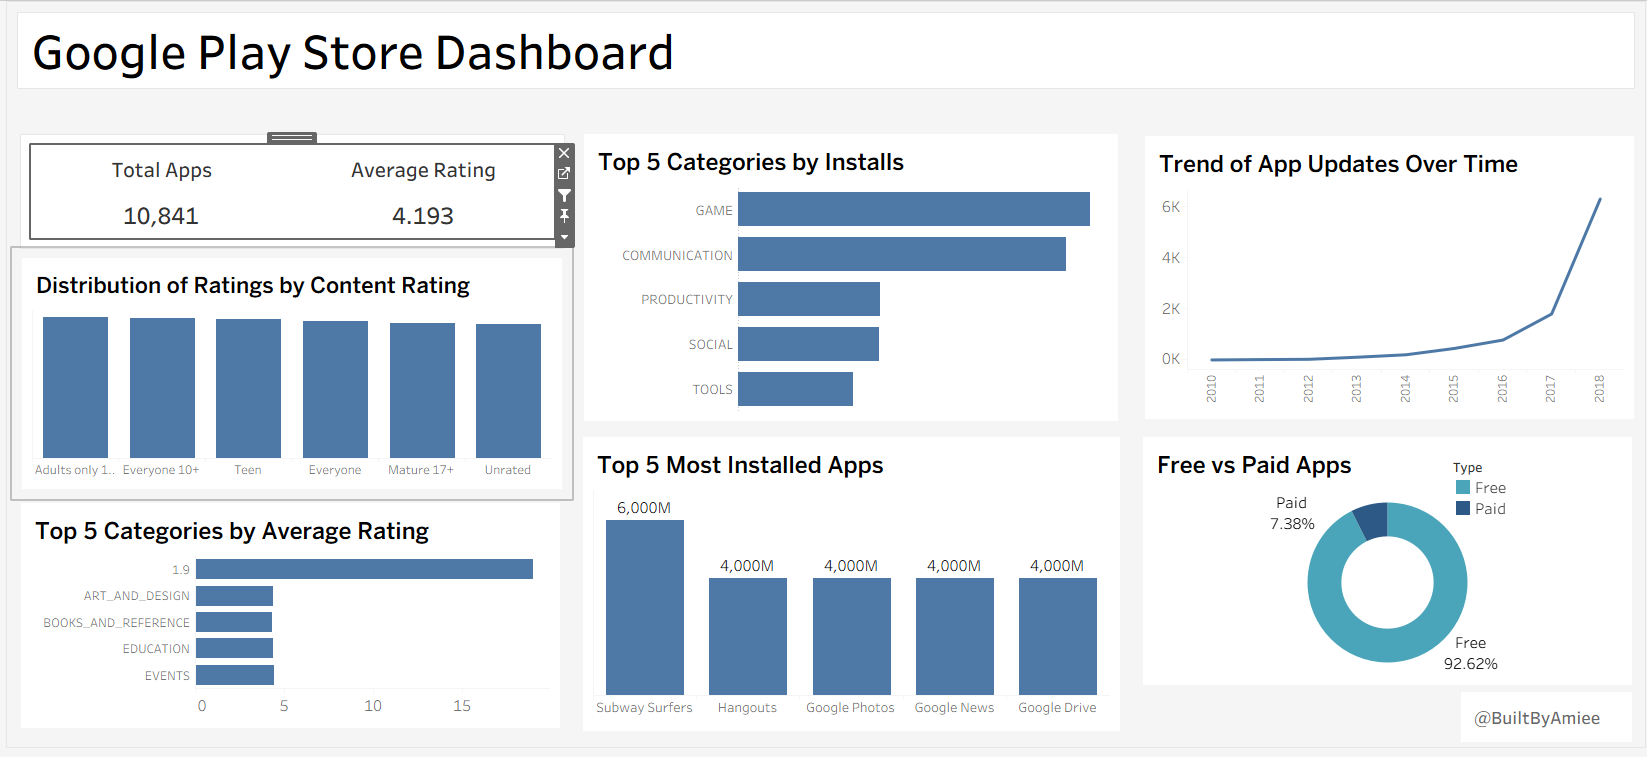 Google Play Store Dashboard
Total Apps
Average Rating
10,841
4.193
Distribution of Ratings by Content Rating
Adults only 1..
Everyone 10+
Teen
Everyone
Mature 17+
Unrated
Top 5 Categories by Average Rating
1.9
ART_AND_DESIGN
BOOKS_AND_REFERENCE
EDUCATION
EVENTS
0
5
10
15
Top 5 Categories by Installs
GAME
COMMUNICATION
PRODUCTIVITY
SOCIAL
TOOLS
Top 5 Most Installed Apps
6,000M
4,000M
4,000M
4,000M
4,000M
Subway Surfers
Hangouts
Google Photos
Google News
Google Drive
Trend of App Updates Over Time
6K
4K
2K
0K
2010
2011
2012
2013
2014
2015
2016
2017
2018
Free vs Paid Apps
Type
Free
Paid
Paid
7.38%
Free
92.62%
@BuiltByAmiee